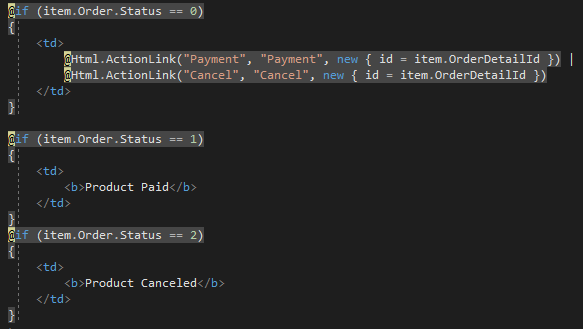 @if (item.Order.Status == 0)
{
<td>
@Html.ActionLink("Payment", "Payment", new { id = item.OrderDetailId }) |
@Html.ActionLink("Cancel", "Cancel", new { id = item.OrderDetailId })
</td>
}
@if (item.Order.Status == 1)
{
<td>
<b>Product Paid</b>
</td>
}
@if (item.Order.Status == 2)
{
<td>
<b>Product Canceled</b>
</td>
}